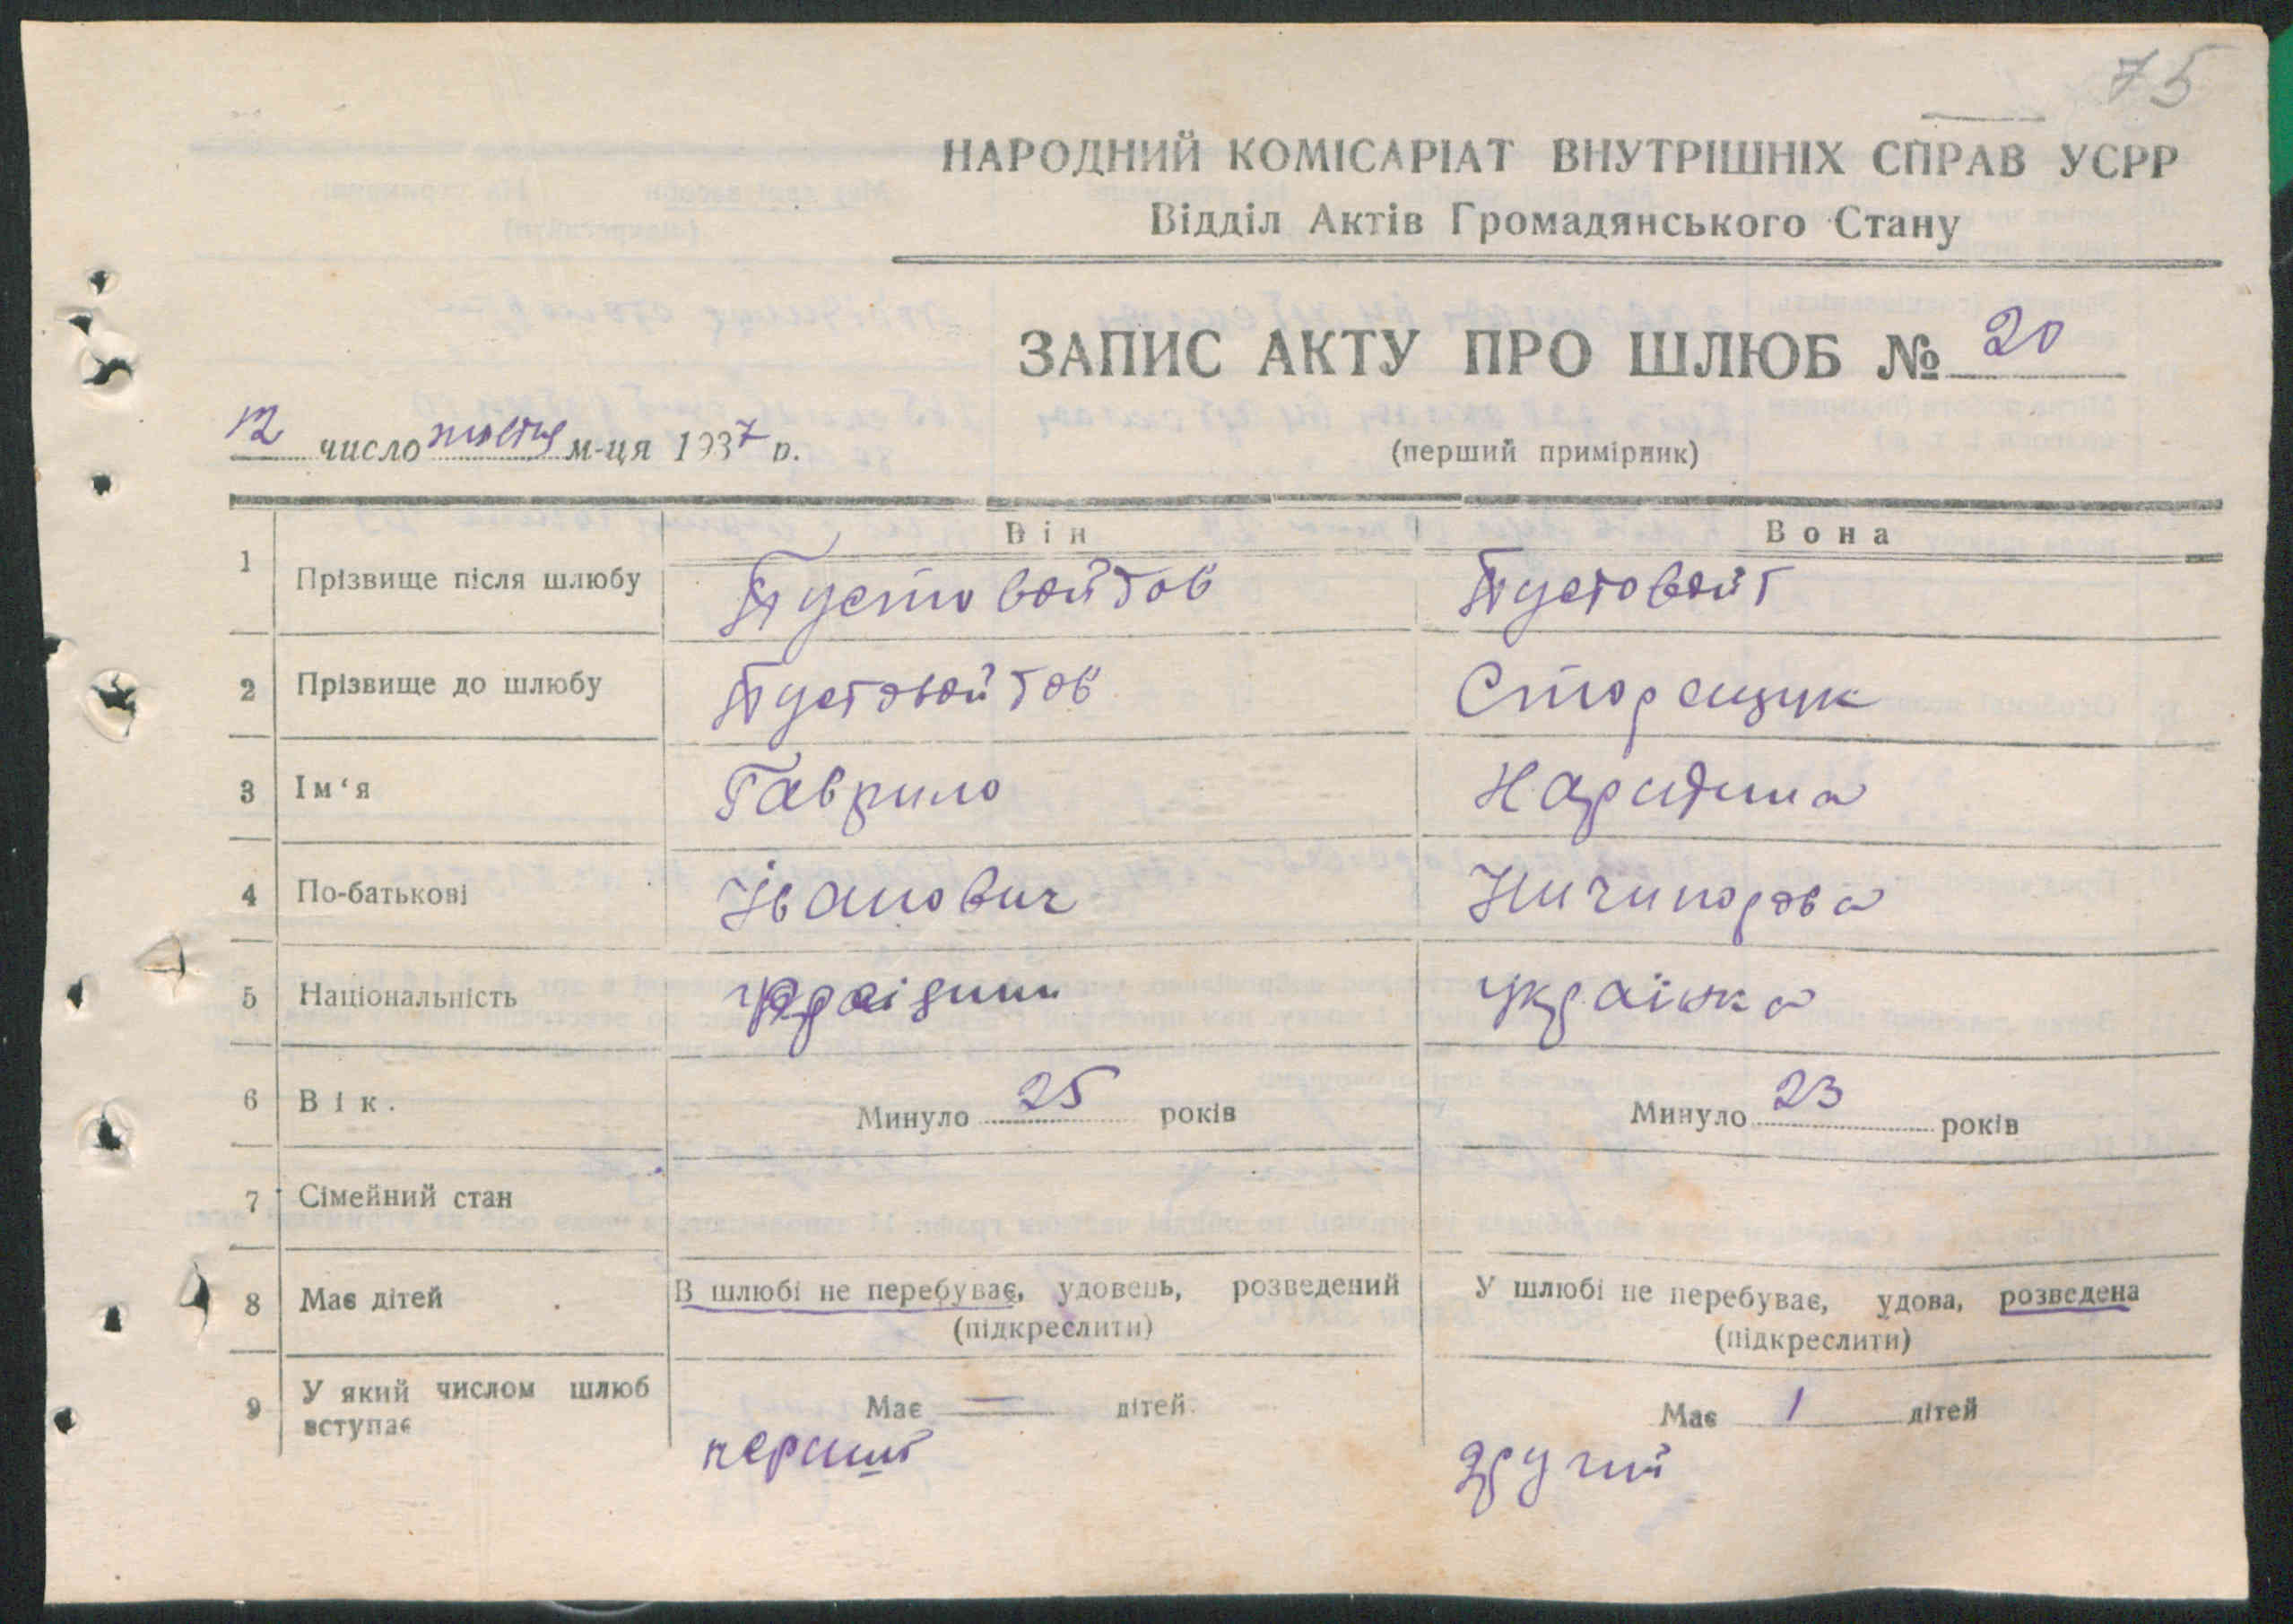 75
НАРОДНИЙ КОМІСАРІАТ ВНУТРІШНІХ СПРАВ УСРР
Відділ Актів Громадянського Стану
ЗАПИС АКТУ ПРО ШЛЮБ № 20
12 число жовтня м-ця 1937 р.
(перший примірник)
Він Вона
1 Прізвище після шлюбу Пустовойтов Пустовойт
2 Прізвище до шлюбу Пустовойтов Сторощук
3 Ім‘я Гаврило
4 По-батькові Іванович Ничипорова
5 Національність українка
6 Вік. Минуло 25 років Минуло 23 років
7 Сімейний стан
8 Має дітей В шлюбі не перебуває, удовець, розведений У шлюбі не перебуває, удова, розведена
(підкреслити) (підкреслити)
9 У який числом шлюб вступає Має — дітей. Має 1 дітей
перший другий